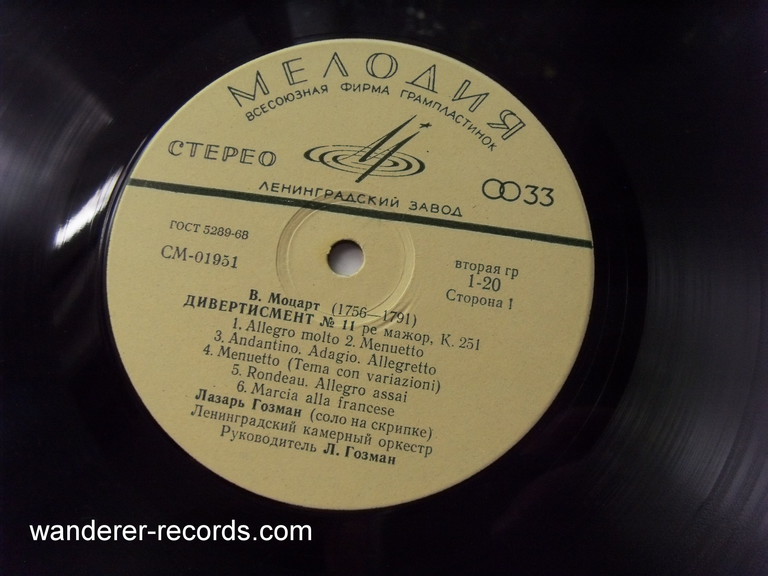 МЕЛОДИЯ
ВСЕСОЮЗНАЯ ФИРМА ГРАМПЛАСТИНОК
СТЕРЕО
33
ЛЕНИНГРАДСКИЙ ЗАВОД
ГОСТ 5289-68
СМ-01951
вторая гр
1-20
Сторона 1
В. Моцарт (1756—1791)
ДИВЕРТИСМЕНТ № 11 ре мажор, К. 251
1. Allegro molto 2. Menuetto
3. Andantino. Adagio. Allegretto
4. Menuetto (Tema con variazioni)
5. Rondeau. Allegro assai
6. Marcia alla francese
Лазарь Гозман (соло на скрипке)
Ленинградский камерный оркестр
Руководитель Л. Гозман
wanderer-records.com